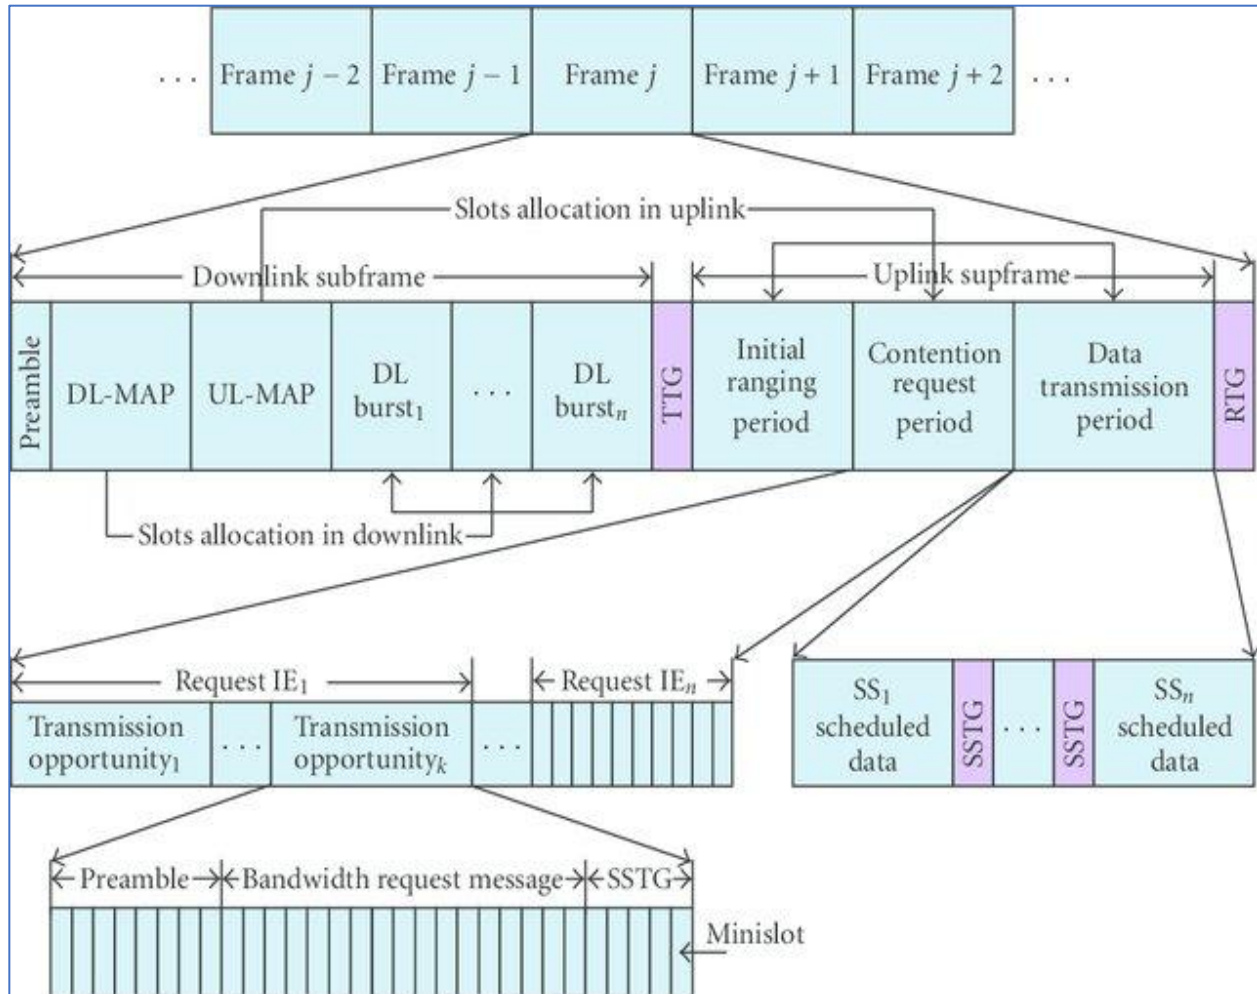 . . . Frame j − 2 Frame j − 1 Frame j Frame j + 1 Frame j + 2 . . .
Slots allocation in uplink
Downlink subframe
Uplink supframe
Preamble
DL-MAP
UL-MAP
DL
burst₁
. . .
DL
burstₙ
TTG
Initial
ranging
period
Contention
request
period
Data
transmission
period
RTG
Slots allocation in downlink
Request IE₁
Request IEₙ
Transmission
opportunity₁
. . .
Transmission
opportunityₖ
. . .
SS₁
scheduled
data
SSTG
. . .
SSTG
SSₙ
scheduled
data
Preamble
Bandwidth request message
SSTG
Minislot